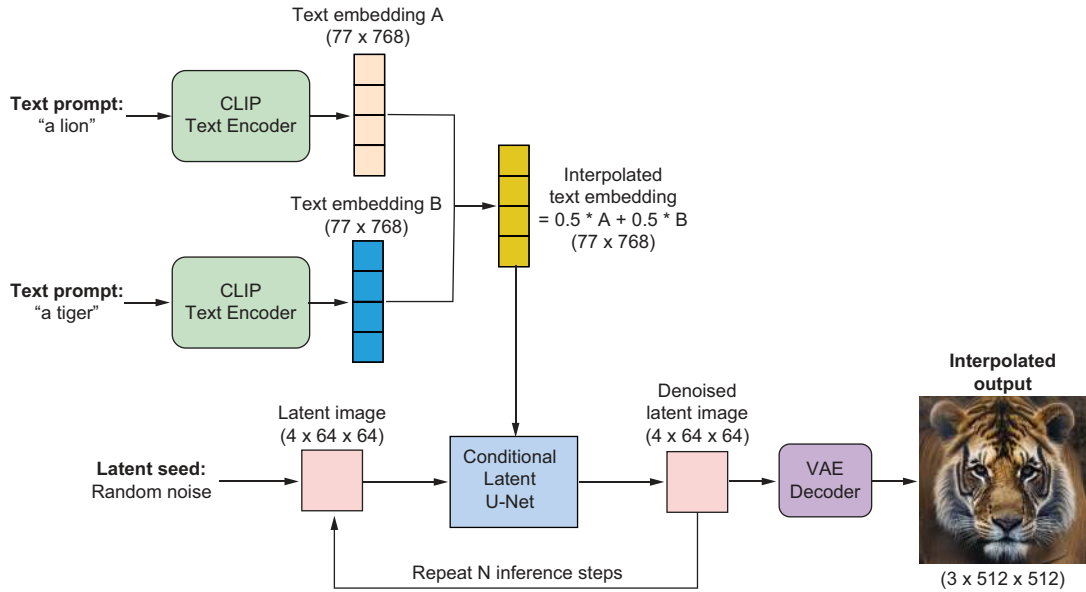 Text embedding A
(77 x 768)
Text prompt:
“a lion”
CLIP
Text Encoder
Interpolated
text embedding
= 0.5 * A + 0.5 * B
(77 x 768)
Text embedding B
(77 x 768)
Text prompt:
“a tiger”
CLIP
Text Encoder
Latent seed:
Random noise
Latent image
(4 x 64 x 64)
Conditional
Latent
U-Net
Denoised
latent image
(4 x 64 x 64)
VAE
Decoder
Interpolated
output
(3 x 512 x 512)
Repeat N inference steps